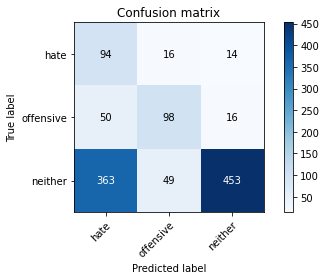 Confusion matrix
hate 94 16 14
offensive 50 98 16
neither 363 49 453
hate offensive neither
True label
Predicted label
450
400
350
300
250
200
150
100
50